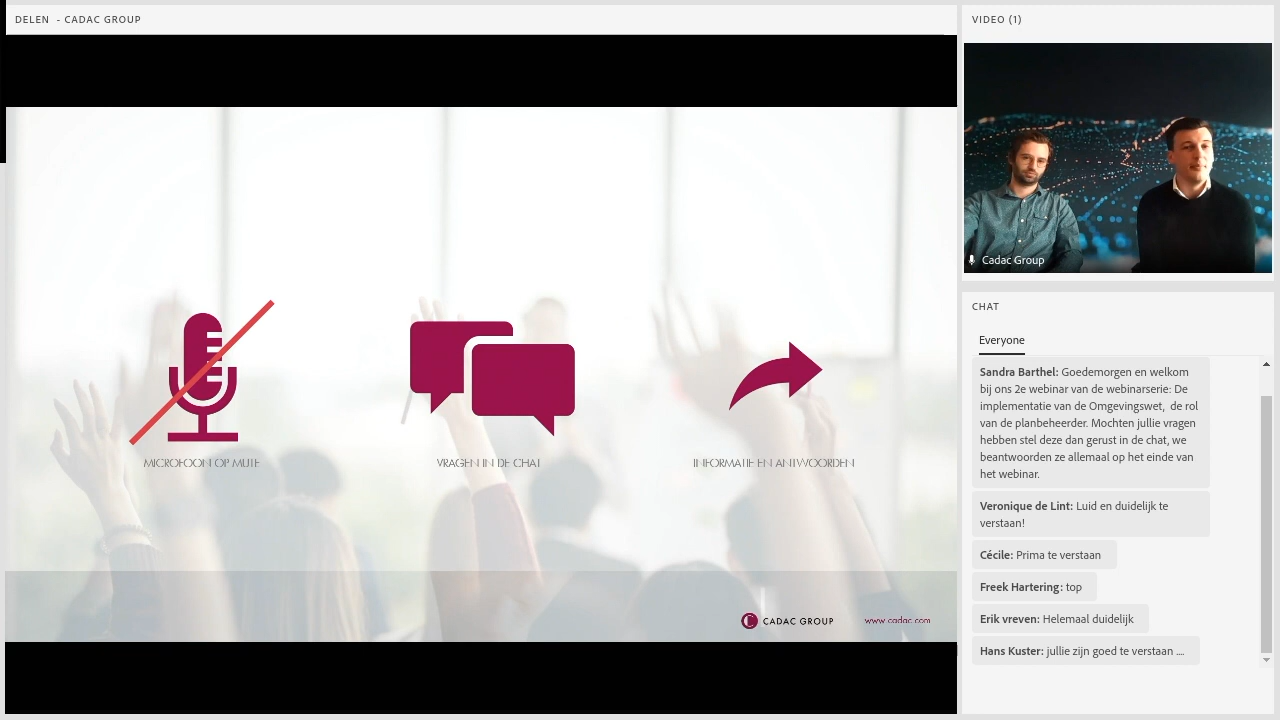 DELEN - CADAC GROUP
MICROFOON OP MUTE
VRAGEN IN DE CHAT
INFORMATIE EN ANTWOORDEN
CADAC GROUP
www.cadac.com
VIDEO (1)
Cadac Group
CHAT
Everyone
Sandra Barthel: Goedemorgen en welkom
bij ons 2e webinar van de webinarserie: De
implementatie van de Omgevingswet, de rol
van de planbeheerder. Mochten jullie vragen
hebben stel deze dan gerust in de chat, we
beantwoorden ze allemaal op het einde van
het webinar.
Veronique de Lint: Luid en duidelijk te
verstaan!
Cécile: Prima te verstaan
Freek Hartering: top
Erik vreven: Helemaal duidelijk
Hans Kuster: jullie zijn goed te verstaan ....